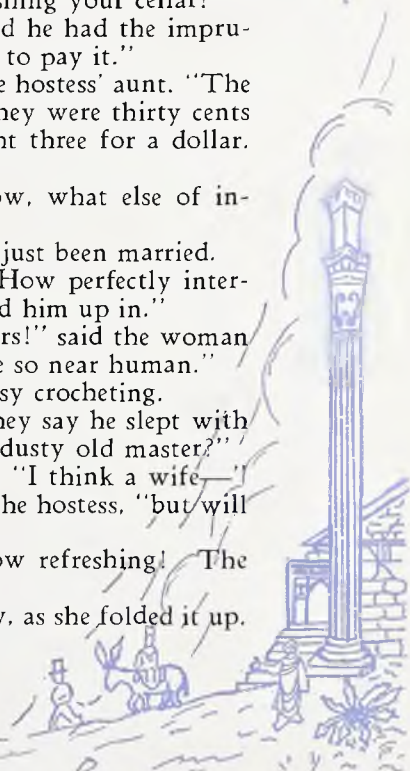 shing your cellar!"
d he had the impru-
to pay it."
e hostess' aunt. "The
hey were thirty cents
nt three for a dollar.
w, what else of in-
just been married.
How perfectly inter-
d him up in."
rs!" said the woman
e so near human."
sy crocheting.
hey say he slept with
dusty old master?"
"I think a wife—"
he hostess, "but will
ow refreshing! The
y, as she folded it up.